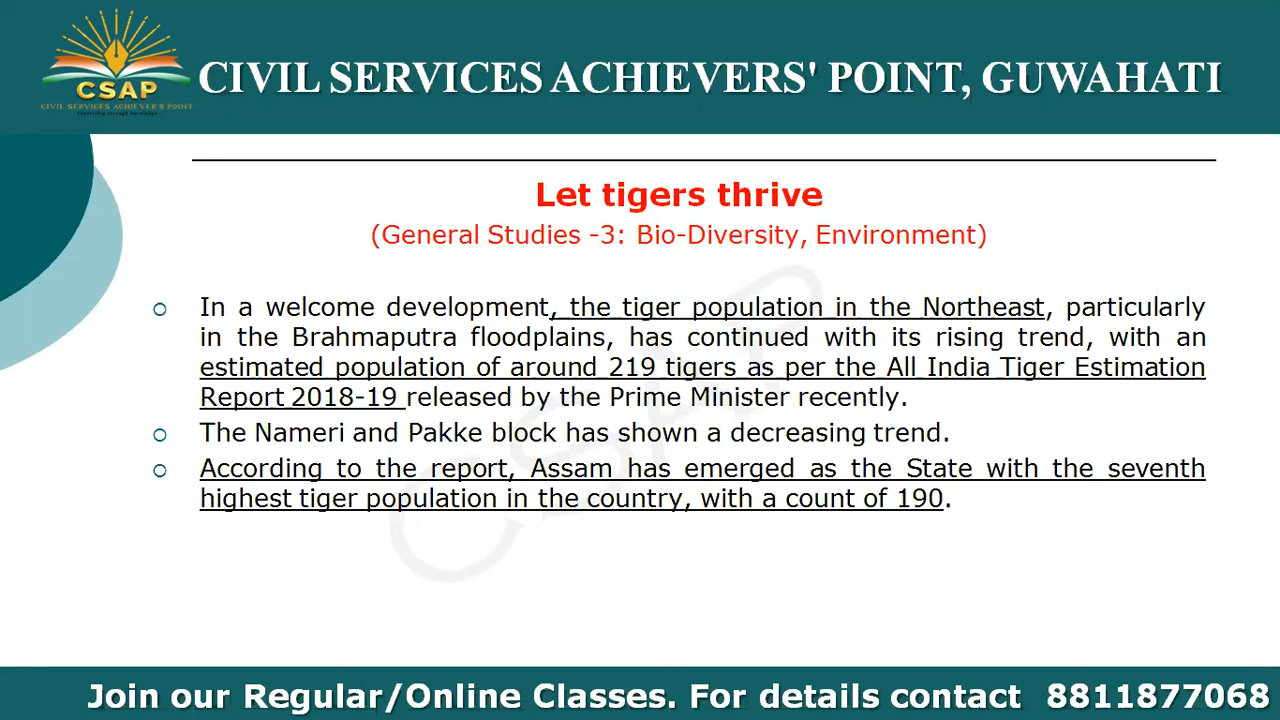 CSAP
CIVIL SERVICES ACHIEVER'S POINT
CIVIL SERVICES ACHIEVERS' POINT, GUWAHATI
Let tigers thrive
(General Studies -3: Bio-Diversity, Environment)
In a welcome development, the tiger population in the Northeast, particularly
in the Brahmaputra floodplains, has continued with its rising trend, with an
estimated population of around 219 tigers as per the All India Tiger Estimation
Report 2018-19 released by the Prime Minister recently.
The Nameri and Pakke block has shown a decreasing trend.
According to the report, Assam has emerged as the State with the seventh
highest tiger population in the country, with a count of 190.
CSAP
Join our Regular/Online Classes. For details contact 8811877068